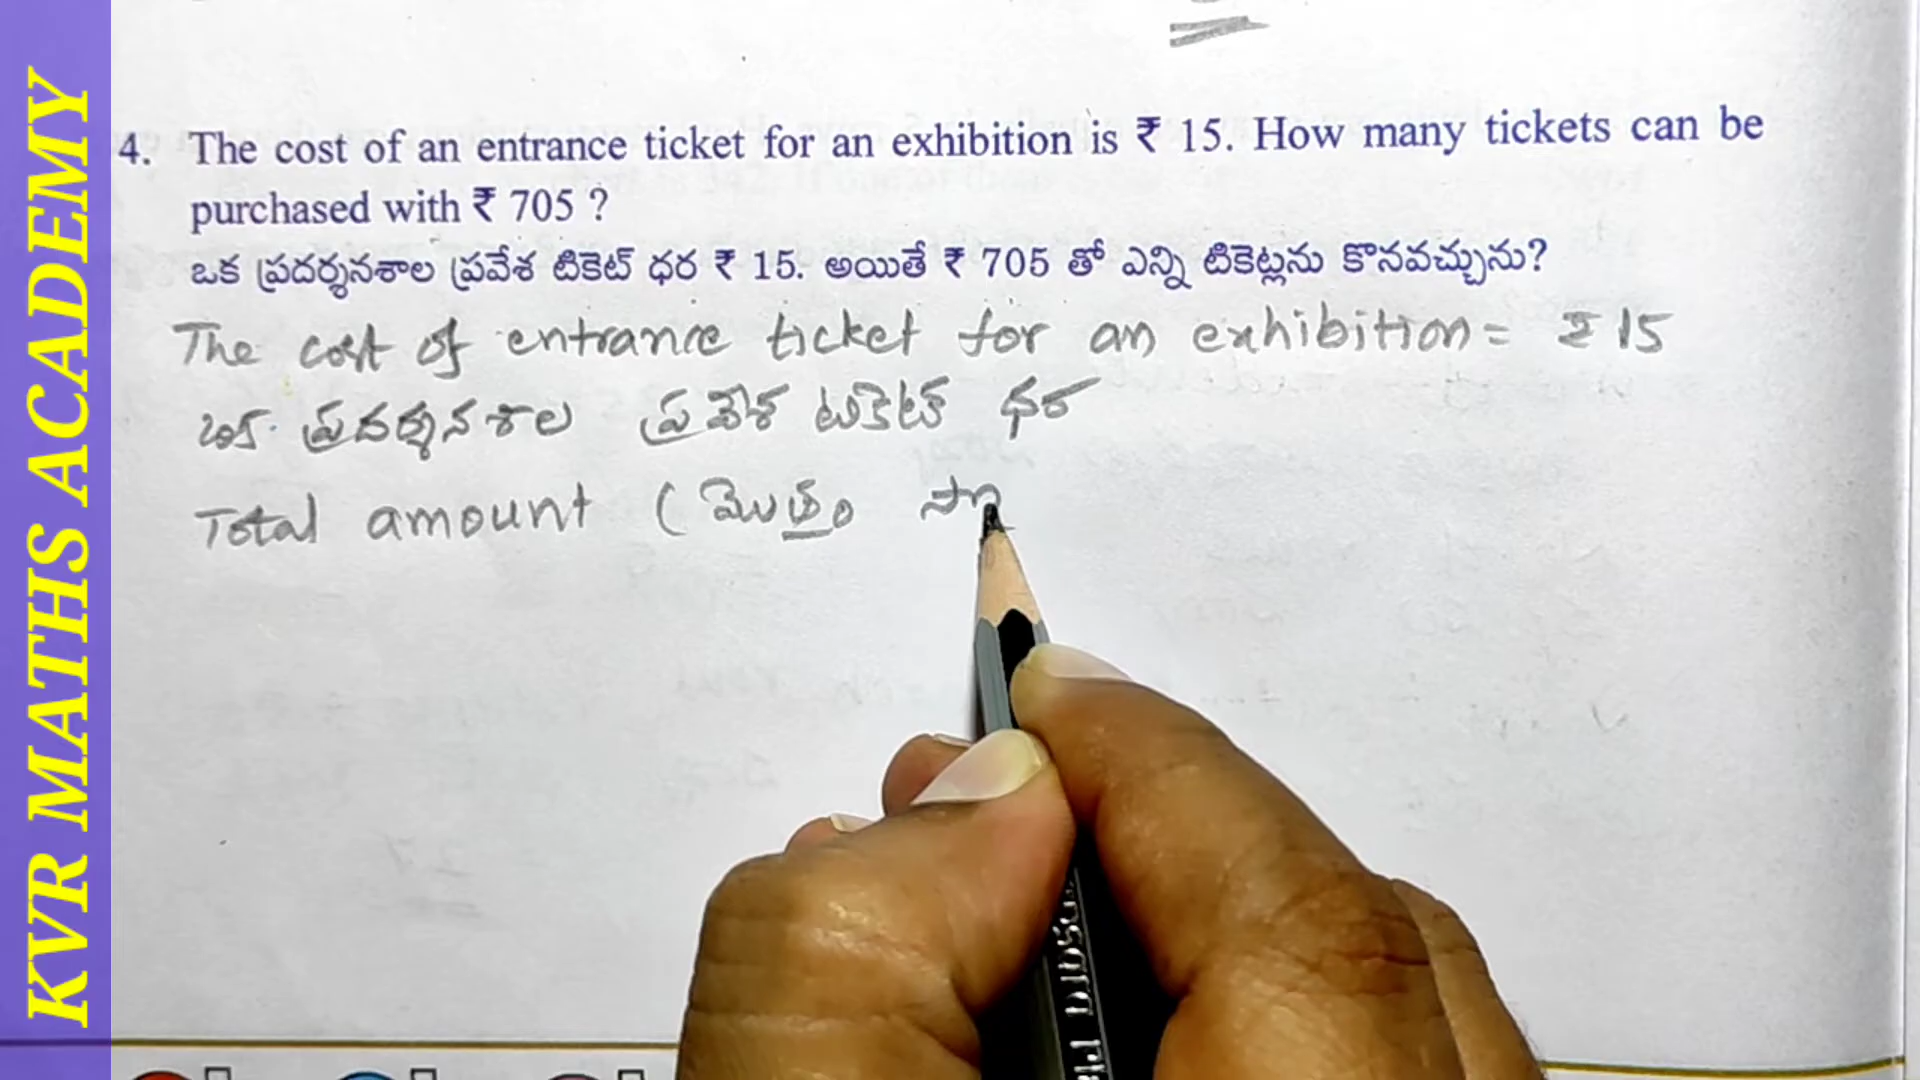 KVR MATHS ACADEMY
4. The cost of an entrance ticket for an exhibition is ₹ 15. How many tickets can be
purchased with ₹ 705 ?
ఒక ప్రదర్శనశాల ప్రవేశ టికెట్ ధర ₹ 15. అయితే ₹ 705 తో ఎన్ని టికెట్లను కొనవచ్చును?
The cost of entrance ticket for an exhibition = ₹ 15
ఒక ప్రదర్శనశాల ప్రవేశ టికెట్ ధర
Total amount ( మొత్తం సొ